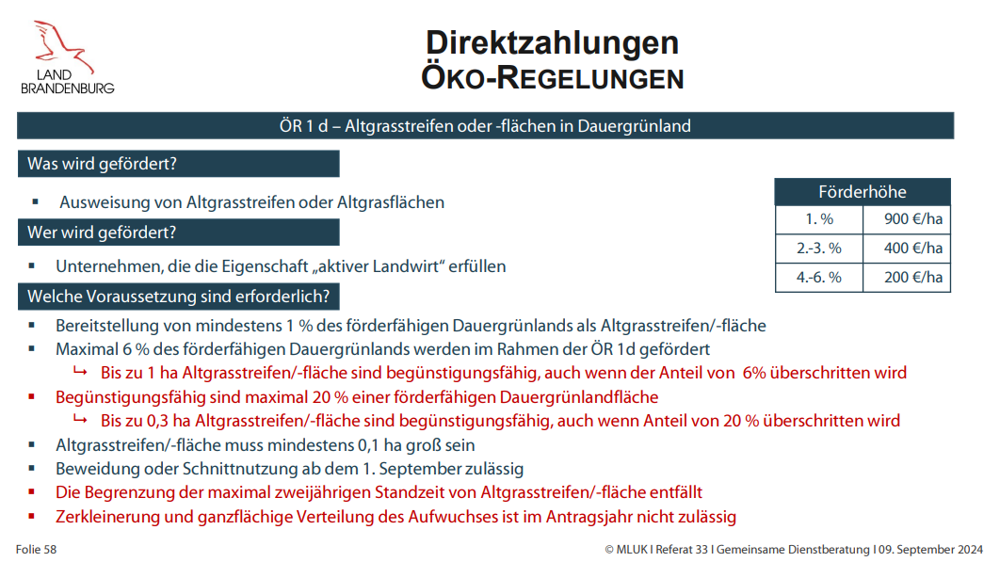 LAND
BRANDENBURG
Direktzahlungen
ÖKO-REGELUNGEN
ÖR 1 d – Altgrasstreifen oder -flächen in Dauergrünland
Was wird gefördert?
▪ Ausweisung von Altgrasstreifen oder Altgrasflächen
Wer wird gefördert?
▪ Unternehmen, die die Eigenschaft „aktiver Landwirt“ erfüllen
Förderhöhe
1. % 900 €/ha
2.-3. % 400 €/ha
4.-6. % 200 €/ha
Welche Voraussetzung sind erforderlich?
▪ Bereitstellung von mindestens 1 % des förderfähigen Dauergrünlands als Altgrasstreifen/-fläche
▪ Maximal 6 % des förderfähigen Dauergrünlands werden im Rahmen der ÖR 1d gefördert
↳ Bis zu 1 ha Altgrasstreifen/-fläche sind begünstigungsfähig, auch wenn der Anteil von 6% überschritten wird
▪ Begünstigungsfähig sind maximal 20 % einer förderfähigen Dauergrünlandfläche
↳ Bis zu 0,3 ha Altgrasstreifen/-fläche sind begünstigungsfähig, auch wenn Anteil von 20 % überschritten wird
▪ Altgrasstreifen/-fläche muss mindestens 0,1 ha groß sein
▪ Beweidung oder Schnittnutzung ab dem 1. September zulässig
▪ Die Begrenzung der maximal zweijährigen Standzeit von Altgrasstreifen/-fläche entfällt
▪ Zerkleinerung und ganzflächige Verteilung des Aufwuchses ist im Antragsjahr nicht zulässig
Folie 58
© MLUK I Referat 33 I Gemeinsame Dienstberatung I 09. September 2024